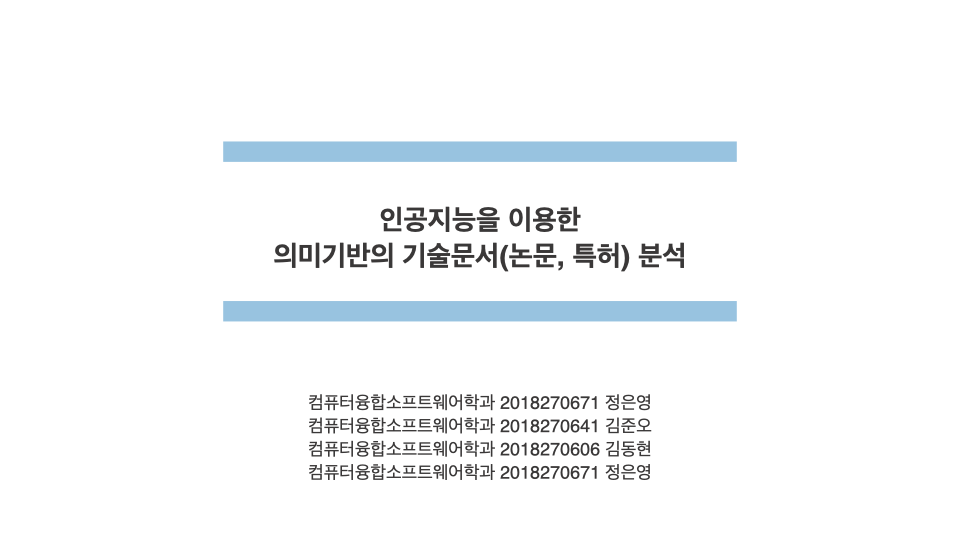 인공지능을 이용한
의미기반의 기술문서(논문, 특허) 분석
컴퓨터융합소프트웨어학과 2018270671 정은영
컴퓨터융합소프트웨어학과 2018270641 김준오
컴퓨터융합소프트웨어학과 2018270606 김동현
컴퓨터융합소프트웨어학과 2018270671 정은영